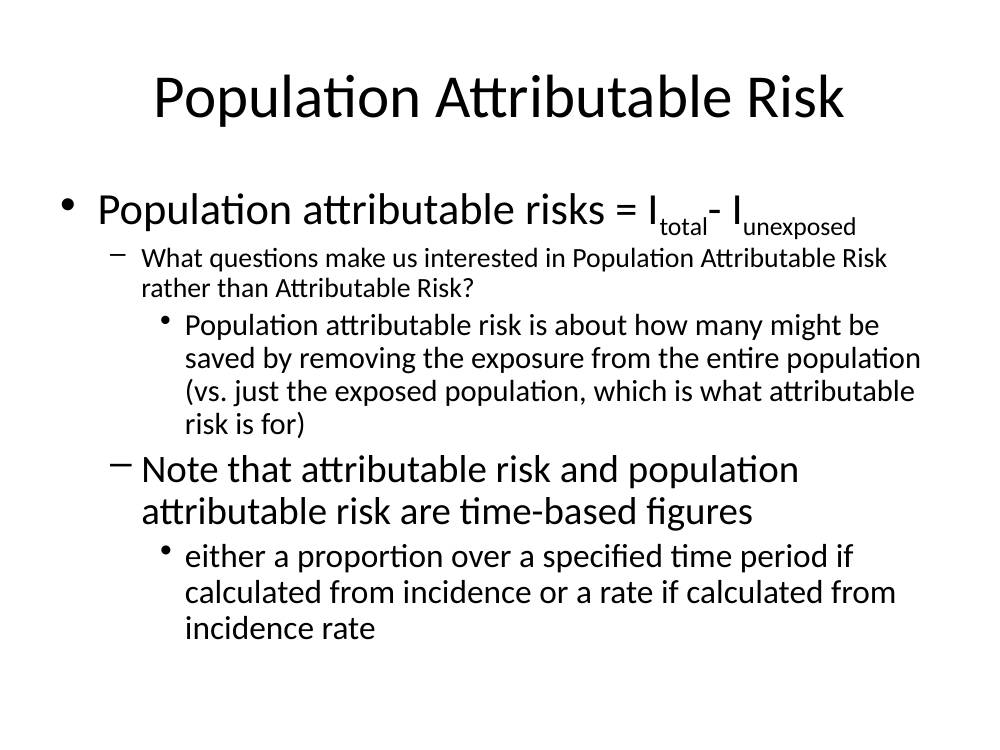 Population Attributable Risk
• Population attributable risks = Itotal- Iunexposed
– What questions make us interested in Population Attributable Risk
rather than Attributable Risk?
• Population attributable risk is about how many might be
saved by removing the exposure from the entire population
(vs. just the exposed population, which is what attributable
risk is for)
– Note that attributable risk and population
attributable risk are time-based figures
• either a proportion over a specified time period if
calculated from incidence or a rate if calculated from
incidence rate